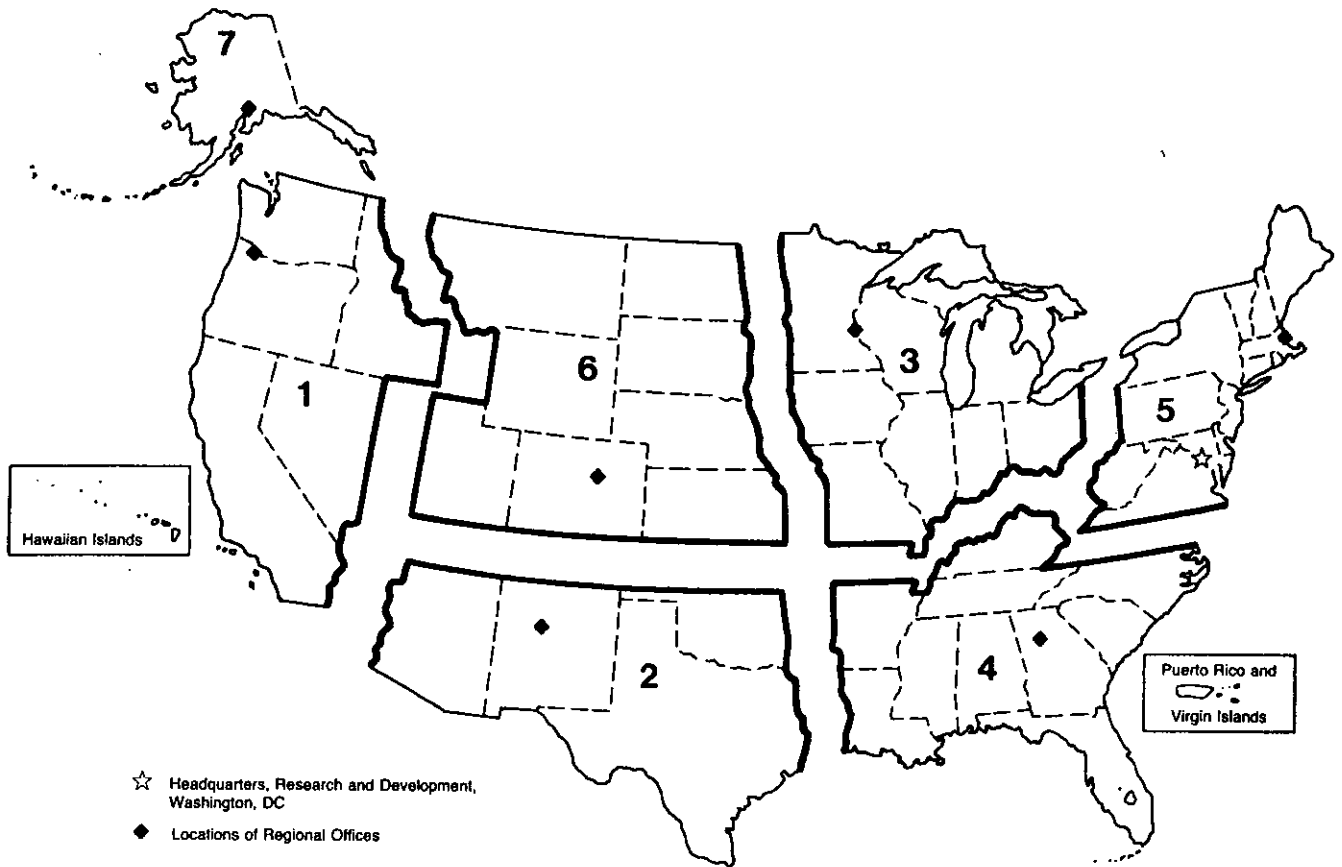 7
1
6
3
5
2
4
Hawaiian Islands
Puerto Rico and
Virgin Islands
☆ Headquarters, Research and Development,
Washington, DC
◆ Locations of Regional Offices